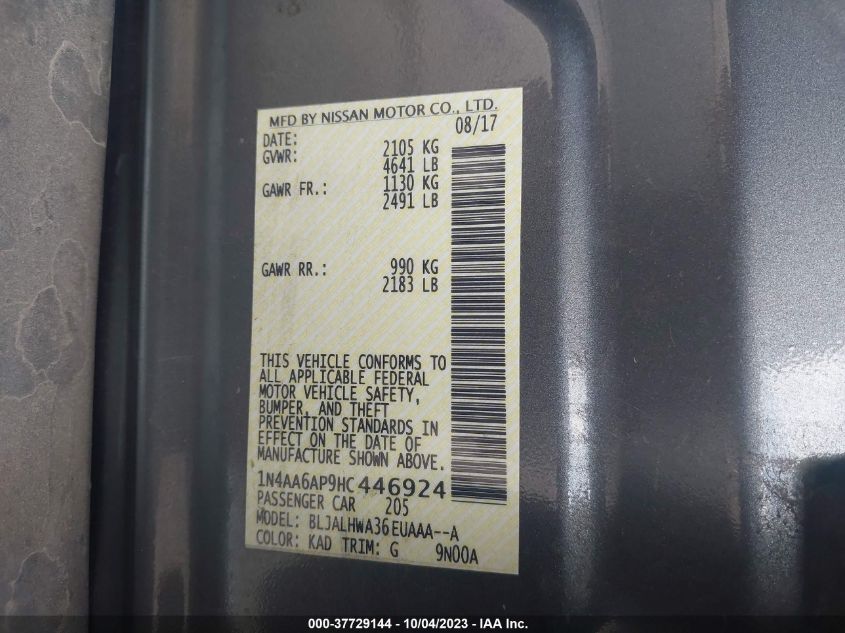 MFD BY NISSAN MOTOR CO., LTD.
DATE: 08/17
GVWR: 2105 KG
4641 LB
GAWR FR.: 1130 KG
2491 LB
GAWR RR.: 990 KG
2183 LB
THIS VEHICLE CONFORMS TO
ALL APPLICABLE FEDERAL
MOTOR VEHICLE SAFETY,
BUMPER, AND THEFT
PREVENTION STANDARDS IN
EFFECT ON THE DATE OF
MANUFACTURE SHOWN ABOVE.
1N4AA6AP9HC446924
PASSENGER CAR 205
MODEL: BLJALHWA36EUAAA--A
COLOR: KAD TRIM: G 9N00A
000-37729144 - 10/04/2023 - IAA Inc.